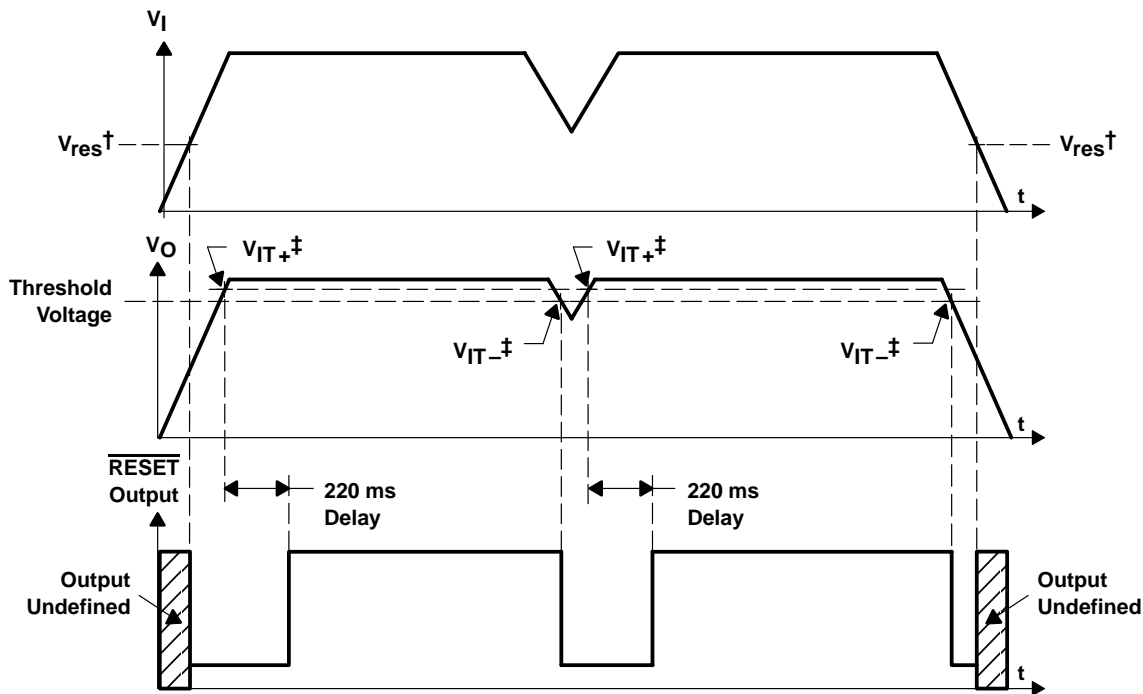 VI
Vres†
Vres†
t
VO
VIT+‡
VIT+‡
Threshold
Voltage
VIT–‡
VIT–‡
t
RESET
Output
220 ms
Delay
220 ms
Delay
Output
Undefined
Output
Undefined
t